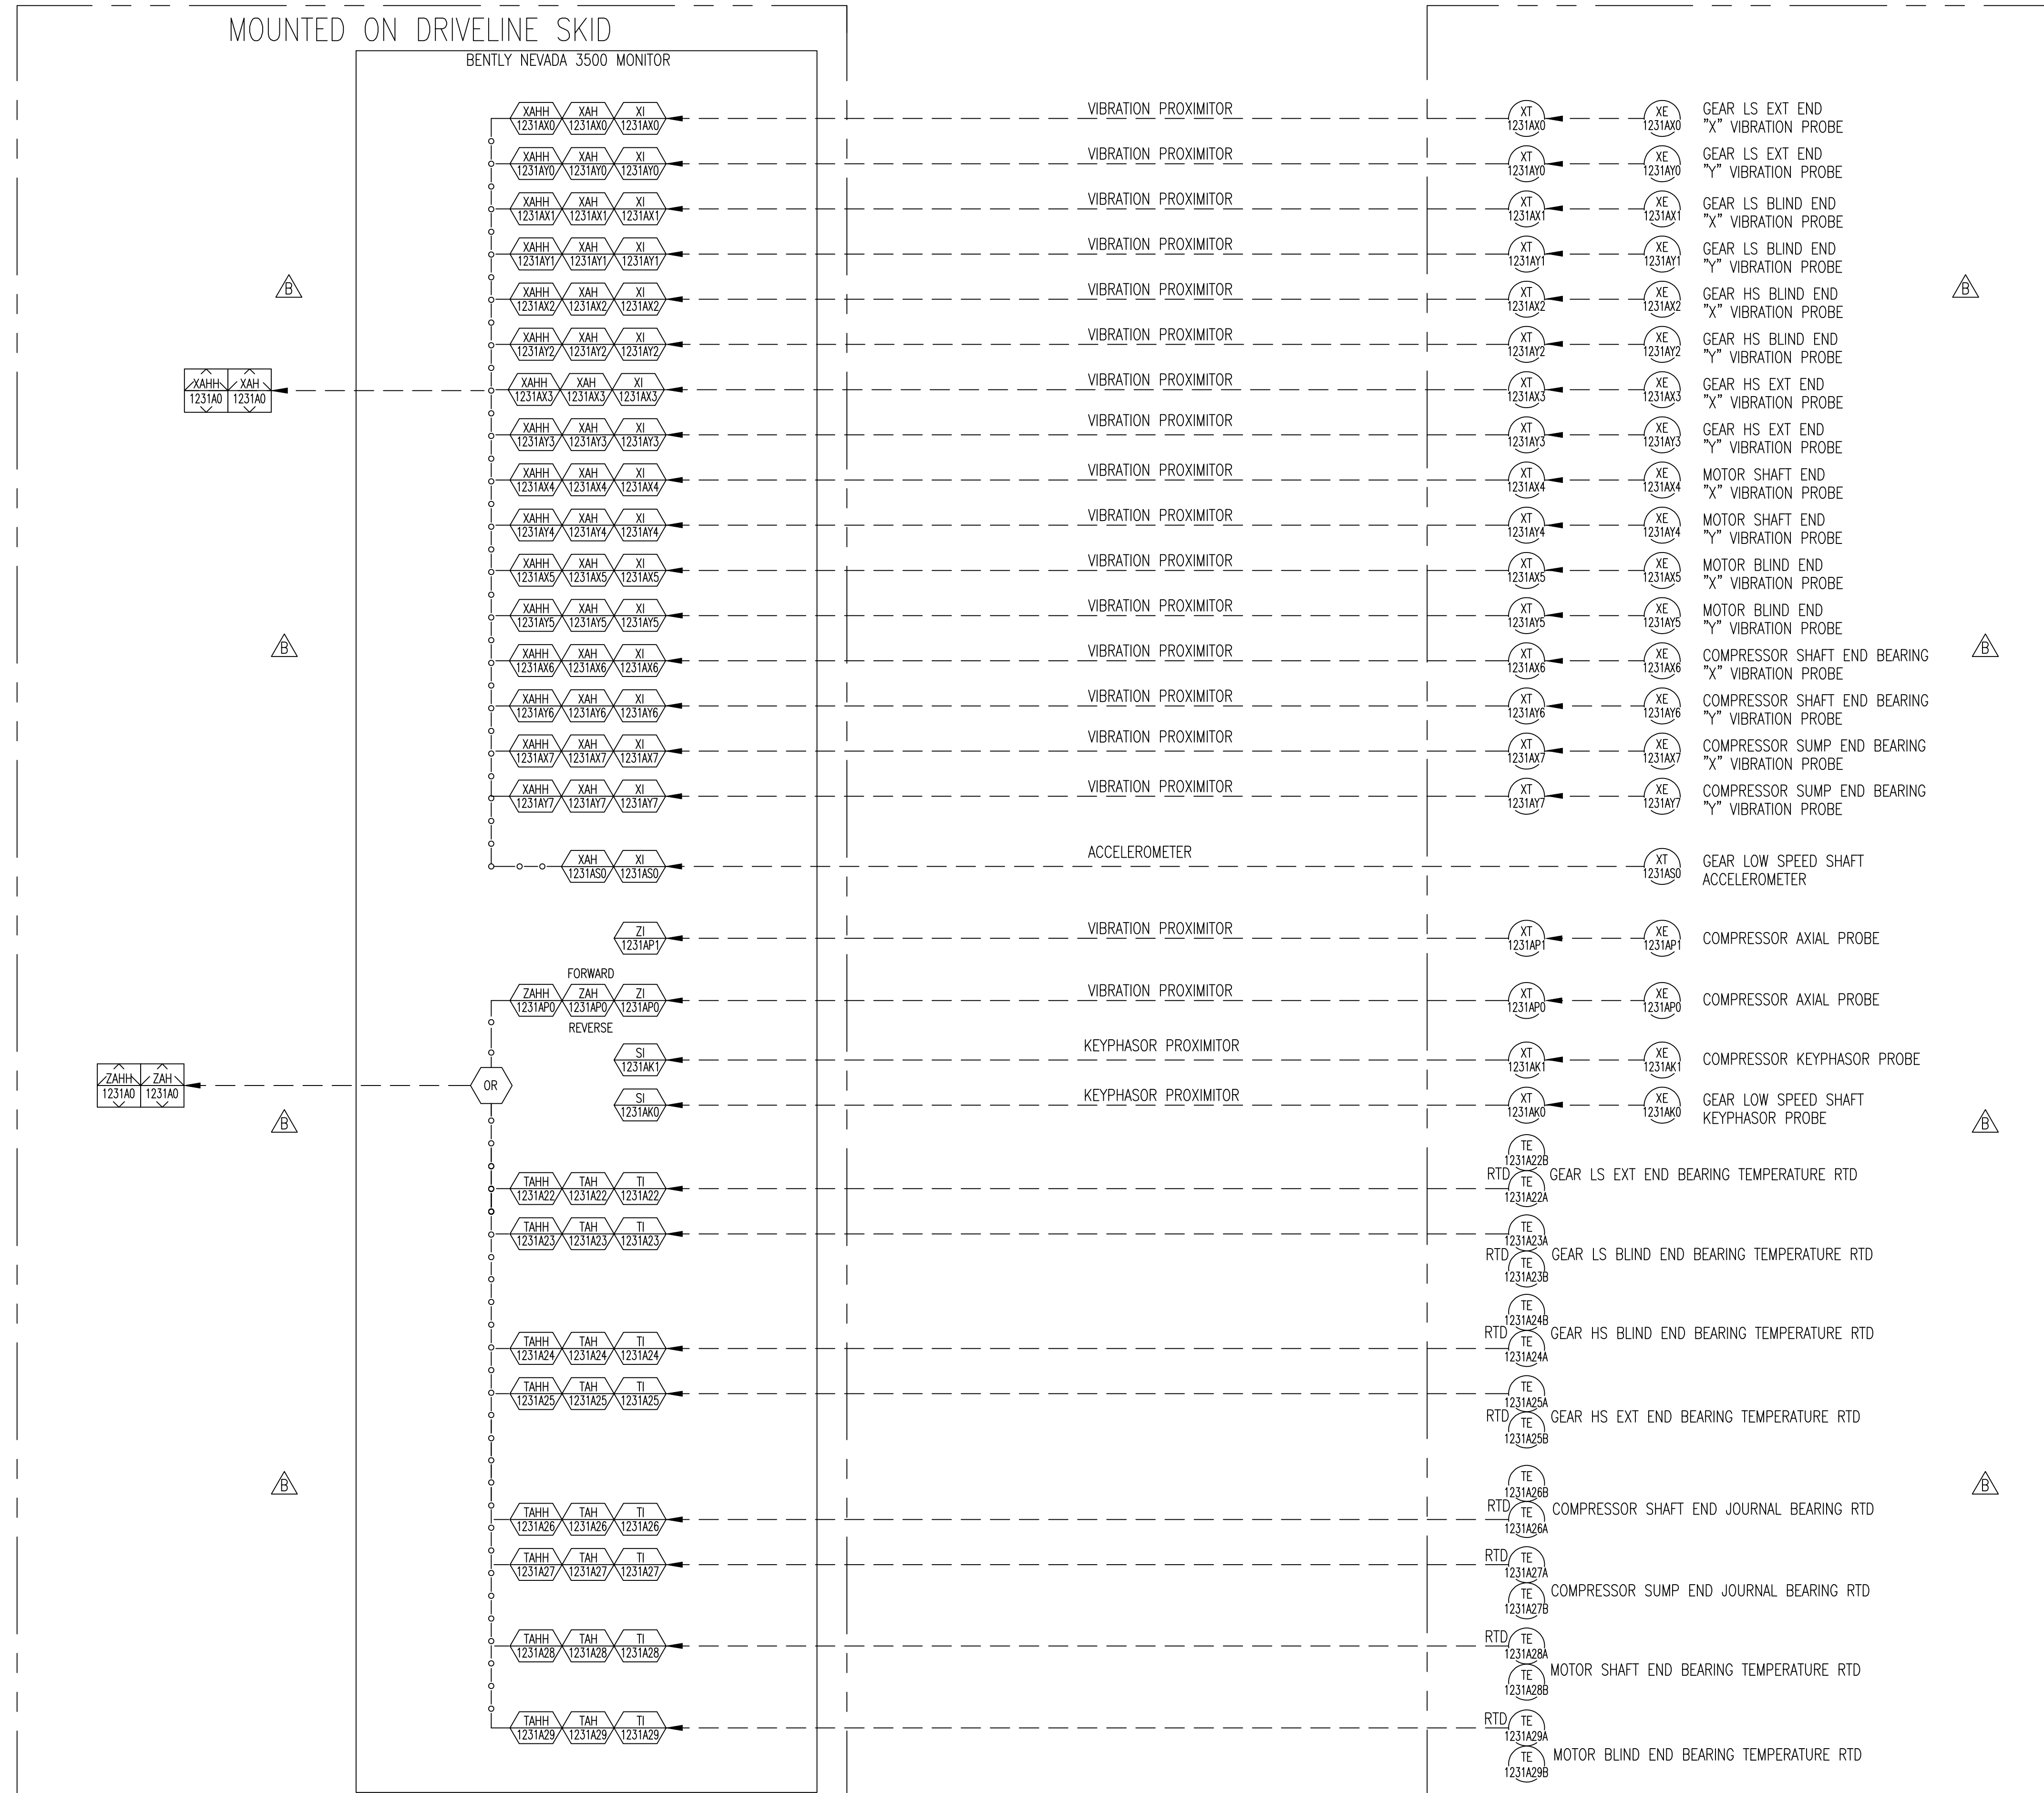 MOUNTED ON DRIVELINE SKID
BENTLY NEVADA 3500 MONITOR
XAHH XAH XI VIBRATION PROXIMITOR XT XE GEAR LS EXT END
1231AX0 1231AX0 1231AX0 1231AX0 1231AX0 "X" VIBRATION PROBE
XAHH XAH XI VIBRATION PROXIMITOR XT XE GEAR LS EXT END
1231AY0 1231AY0 1231AY0 1231AY0 1231AY0 "Y" VIBRATION PROBE
XAHH XAH XI VIBRATION PROXIMITOR XT XE GEAR LS BLIND END
1231AX1 1231AX1 1231AX1 1231AX1 1231AX1 "X" VIBRATION PROBE
XAHH XAH XI VIBRATION PROXIMITOR XT XE GEAR LS BLIND END
1231AY1 1231AY1 1231AY1 1231AY1 1231AY1 "Y" VIBRATION PROBE
B XAHH XAH XI VIBRATION PROXIMITOR XT XE GEAR HS BLIND END B
1231AX2 1231AX2 1231AX2 1231AX2 1231AX2 "X" VIBRATION PROBE
XAHH XAH XI VIBRATION PROXIMITOR XT XE GEAR HS BLIND END
1231AY2 1231AY2 1231AY2 1231AY2 1231AY2 "Y" VIBRATION PROBE
XAHH XAH XAHH XAH XI VIBRATION PROXIMITOR XT XE GEAR HS EXT END
1231A0 1231A0 1231AX3 1231AX3 1231AX3 1231AX3 1231AX3 "X" VIBRATION PROBE
XAHH XAH XI VIBRATION PROXIMITOR XT XE GEAR HS EXT END
1231AY3 1231AY3 1231AY3 1231AY3 1231AY3 "Y" VIBRATION PROBE
XAHH XAH XI VIBRATION PROXIMITOR XT XE MOTOR SHAFT END
1231AX4 1231AX4 1231AX4 1231AX4 1231AX4 "X" VIBRATION PROBE
XAHH XAH XI VIBRATION PROXIMITOR XT XE MOTOR SHAFT END
1231AY4 1231AY4 1231AY4 1231AY4 1231AY4 "Y" VIBRATION PROBE
XAHH XAH XI VIBRATION PROXIMITOR XT XE MOTOR BLIND END
1231AX5 1231AX5 1231AX5 1231AX5 1231AX5 "X" VIBRATION PROBE
XAHH XAH XI VIBRATION PROXIMITOR XT XE MOTOR BLIND END
1231AY5 1231AY5 1231AY5 1231AY5 1231AY5 "Y" VIBRATION PROBE
B XAHH XAH XI VIBRATION PROXIMITOR XT XE COMPRESSOR SHAFT END BEARING B
1231AX6 1231AX6 1231AX6 1231AX6 1231AX6 "X" VIBRATION PROBE
XAHH XAH XI VIBRATION PROXIMITOR XT XE COMPRESSOR SHAFT END BEARING
1231AY6 1231AY6 1231AY6 1231AY6 1231AY6 "Y" VIBRATION PROBE
XAHH XAH XI VIBRATION PROXIMITOR XT XE COMPRESSOR SUMP END BEARING
1231AX7 1231AX7 1231AX7 1231AX7 1231AX7 "X" VIBRATION PROBE
XAHH XAH XI VIBRATION PROXIMITOR XT XE COMPRESSOR SUMP END BEARING
1231AY7 1231AY7 1231AY7 1231AY7 1231AY7 "Y" VIBRATION PROBE
XAH XI ACCELEROMETER XT GEAR LOW SPEED SHAFT
1231AS0 1231AS0 1231AS0 ACCELEROMETER
ZI VIBRATION PROXIMITOR XT XE COMPRESSOR AXIAL PROBE
1231AP1 1231AP1 1231AP1
FORWARD
ZAHH ZAH ZI VIBRATION PROXIMITOR XT XE COMPRESSOR AXIAL PROBE
1231AP0 1231AP0 1231AP0 1231AP0 1231AP0
REVERSE
SI KEYPHASOR PROXIMITOR XT XE COMPRESSOR KEYPHASOR PROBE
1231AK1 1231AK1 1231AK1
ZAHH ZAH OR
1231A0 1231A0
SI KEYPHASOR PROXIMITOR XT XE GEAR LOW SPEED SHAFT
1231AK0 1231AK0 1231AK0 KEYPHASOR PROBE
B B
TE
1231A22B
RTD GEAR LS EXT END BEARING TEMPERATURE RTD
TAHH TAH TI TE
1231A22 1231A22 1231A22 1231A22A
TAHH TAH TI TE
1231A23 1231A23 1231A23 1231A23A
RTD GEAR LS BLIND END BEARING TEMPERATURE RTD
TE
1231A23B
TE
1231A24B
RTD GEAR HS BLIND END BEARING TEMPERATURE RTD
TAHH TAH TI TE
1231A24 1231A24 1231A24 1231A24A
TAHH TAH TI TE
1231A25 1231A25 1231A25 1231A25A
RTD GEAR HS EXT END BEARING TEMPERATURE RTD
TE
1231A25B
B TE B
1231A26B
RTD COMPRESSOR SHAFT END JOURNAL BEARING RTD
TAHH TAH TI TE
1231A26 1231A26 1231A26 1231A26A
TAHH TAH TI RTD TE
1231A27 1231A27 1231A27 1231A27A
COMPRESSOR SUMP END JOURNAL BEARING RTD
TE
1231A27B
TAHH TAH TI RTD TE
1231A28 1231A28 1231A28 1231A28A
MOTOR SHAFT END BEARING TEMPERATURE RTD
TE
1231A28B
TAHH TAH TI RTD TE
1231A29 1231A29 1231A29 1231A29A
MOTOR BLIND END BEARING TEMPERATURE RTD
TE
1231A29B